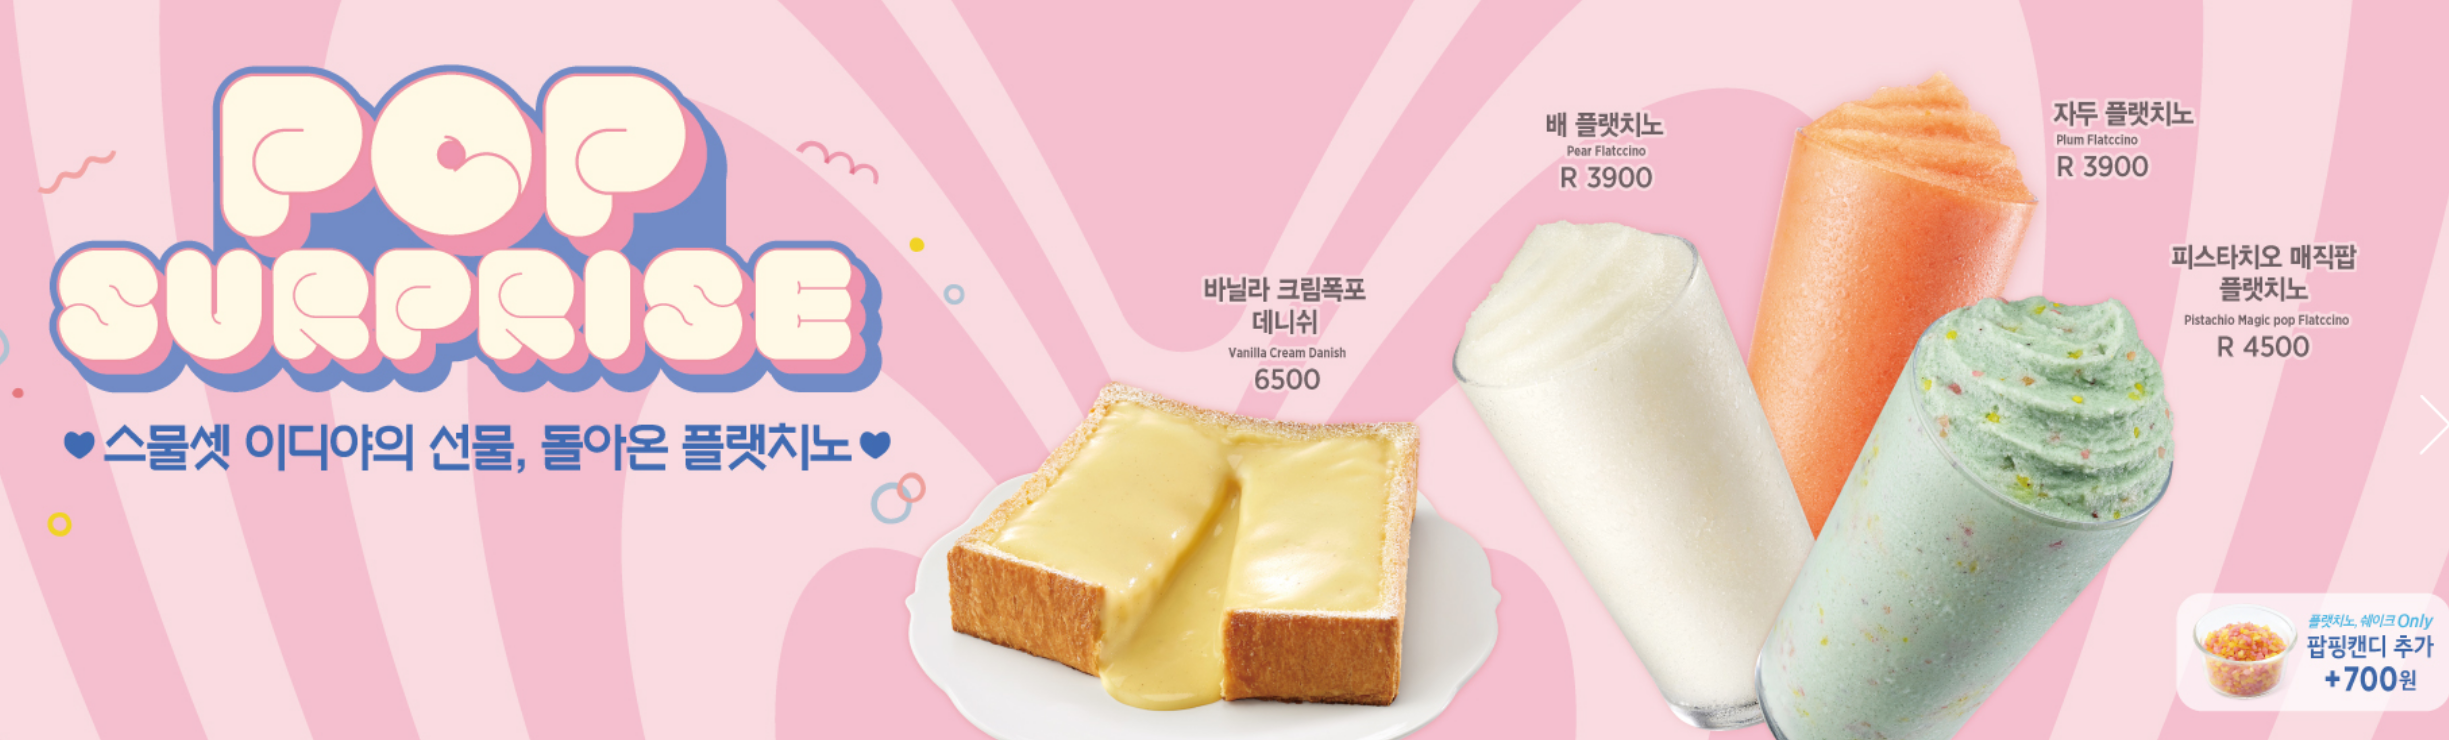 POP
SURPRISE
♥스물셋 이디야의 선물, 돌아온 플랫치노♥
바닐라 크림폭포
데니쉬
Vanilla Cream Danish
6500
배 플랫치노
Pear Flatccino
R 3900
자두 플랫치노
Plum Flatccino
R 3900
피스타치오 매직팝
플랫치노
Pistachio Magic pop Flatccino
R 4500
플랫치노, 쉐이크 Only
팝핑캔디 추가
+700원